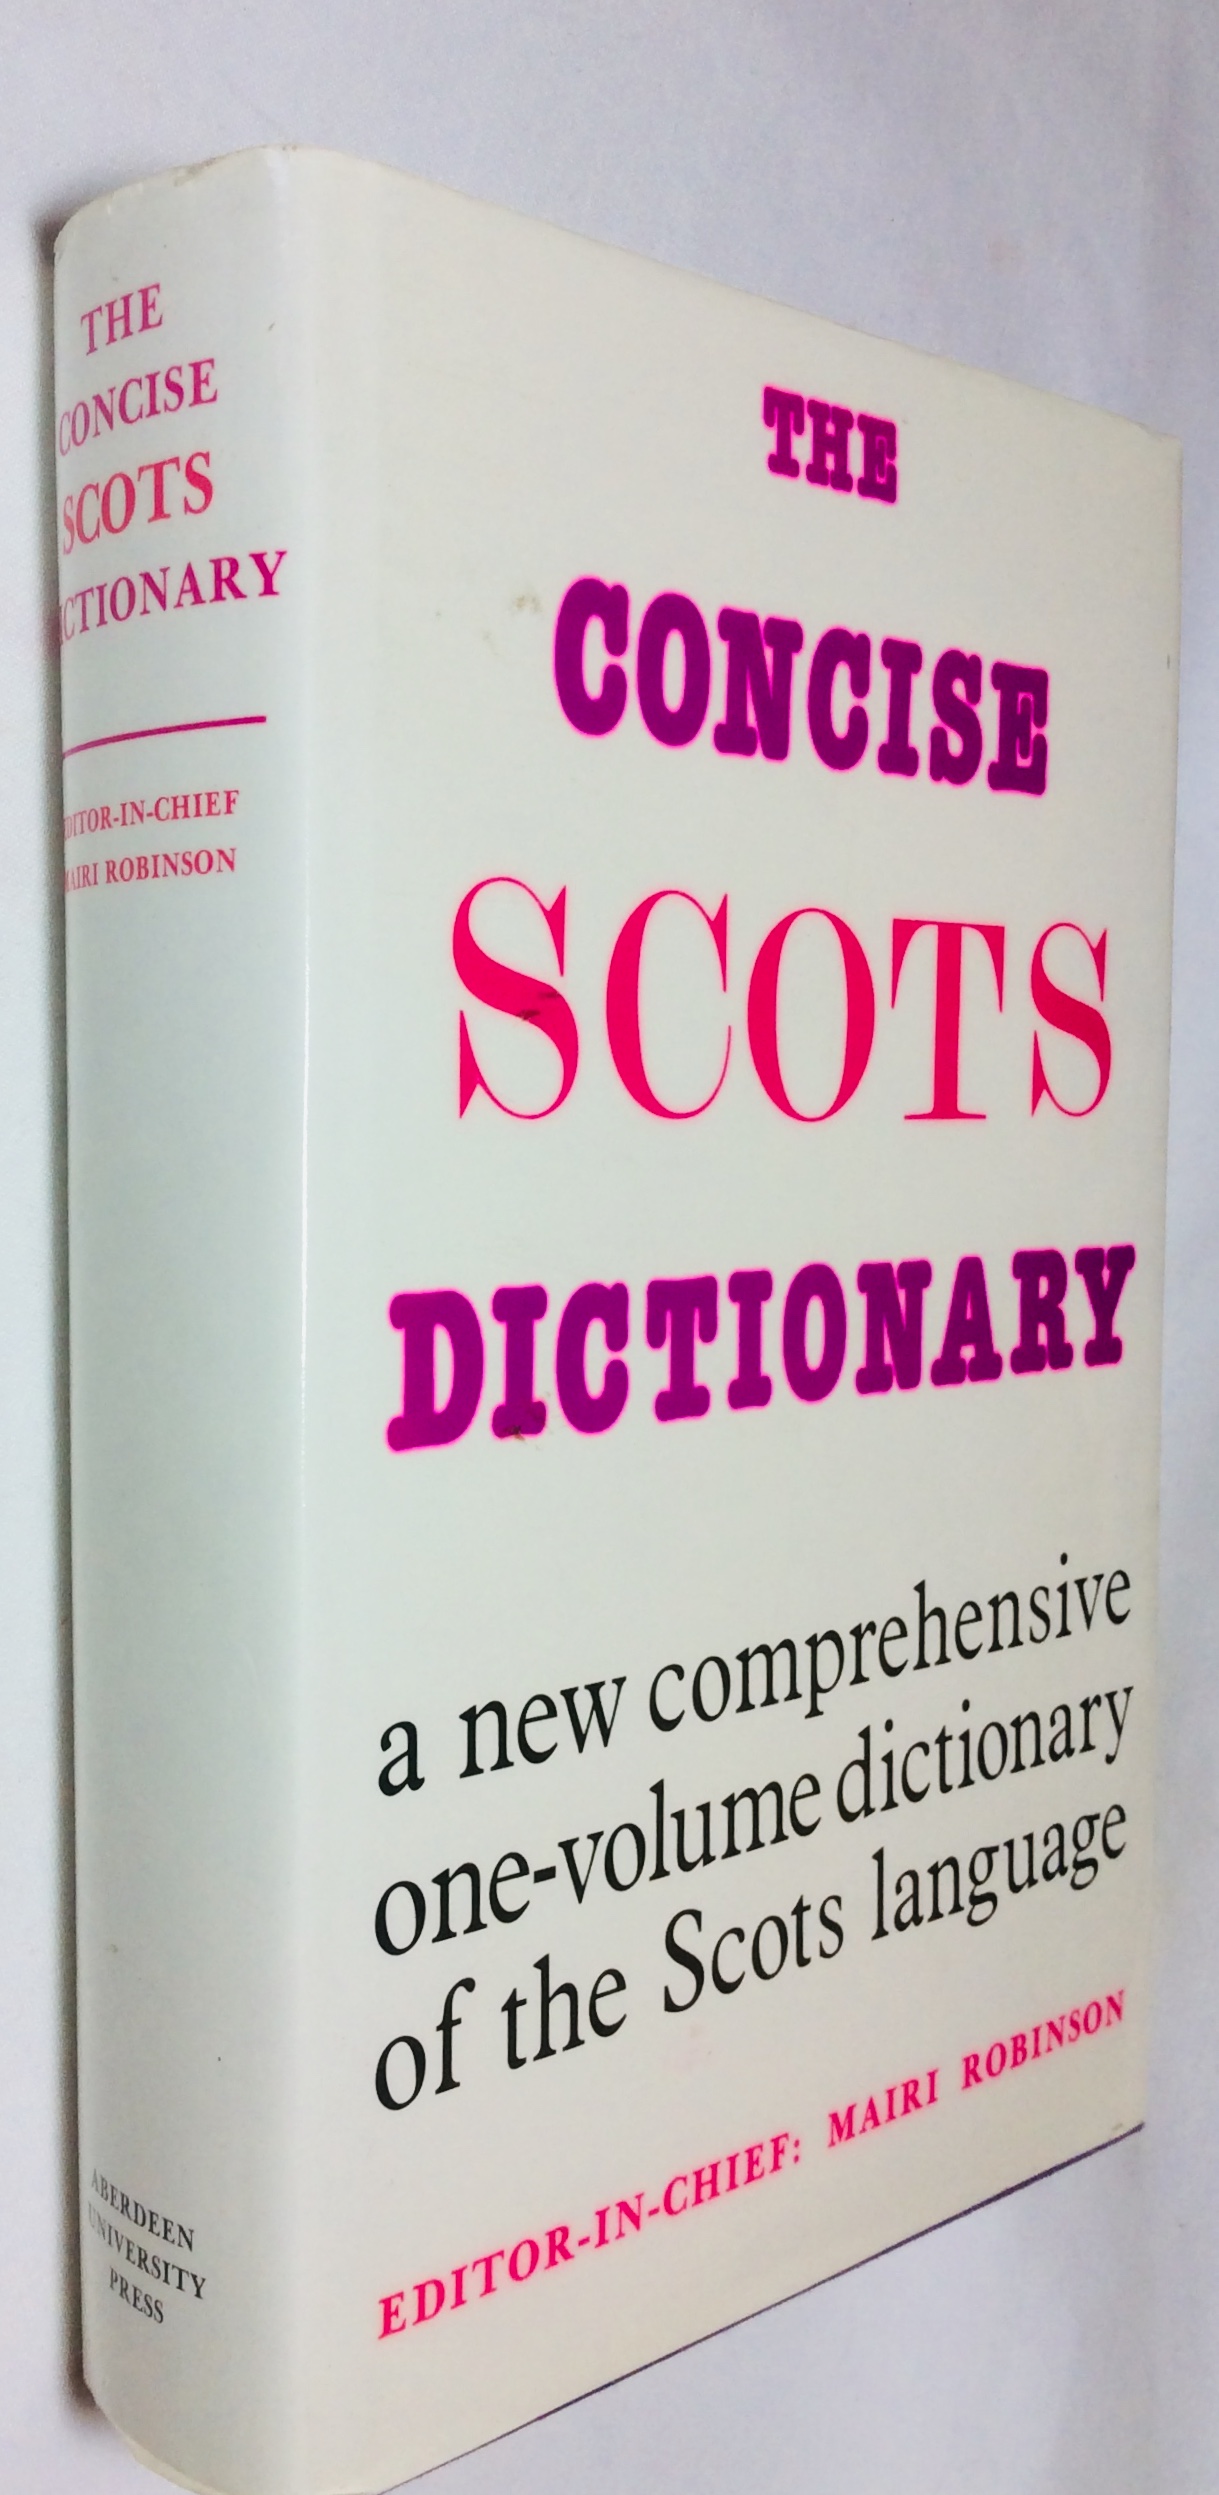 THE
CONCISE
SCOTS
DICTIONARY
EDITOR-IN-CHIEF
MAIRI ROBINSON
ABERDEEN
UNIVERSITY
PRESS
THE
CONCISE
SCOTS
DICTIONARY
a new comprehensive
one-volume dictionary
of the Scots language
EDITOR-IN-CHIEF: MAIRI ROBINSON